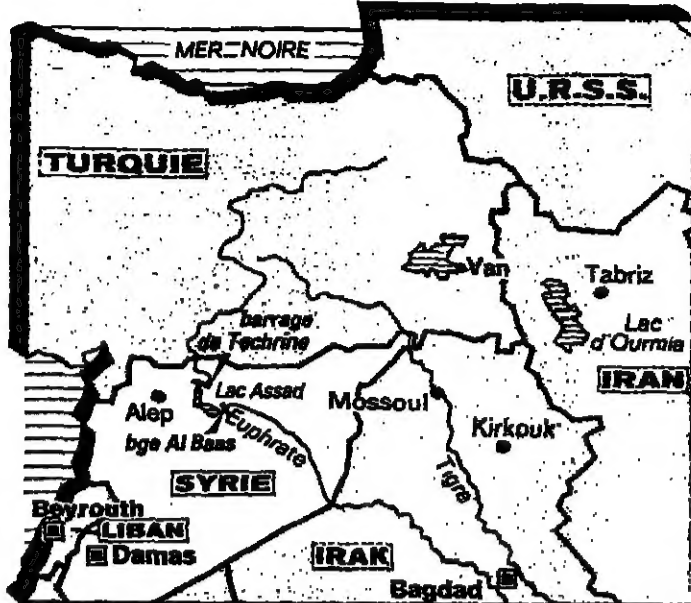 MER NOIRE
U.R.S.S.
TURQUIE
Van
Tabriz
barrage
de Techrine
Lac
d'Ourmia
Lac Assad
IRAN
Alep
Mossoul
bge Al Baas
Euphrate
Kirkouk
SYRIE
Tigre
Beyrouth
LIBAN
Damas
IRAK
Bagdad